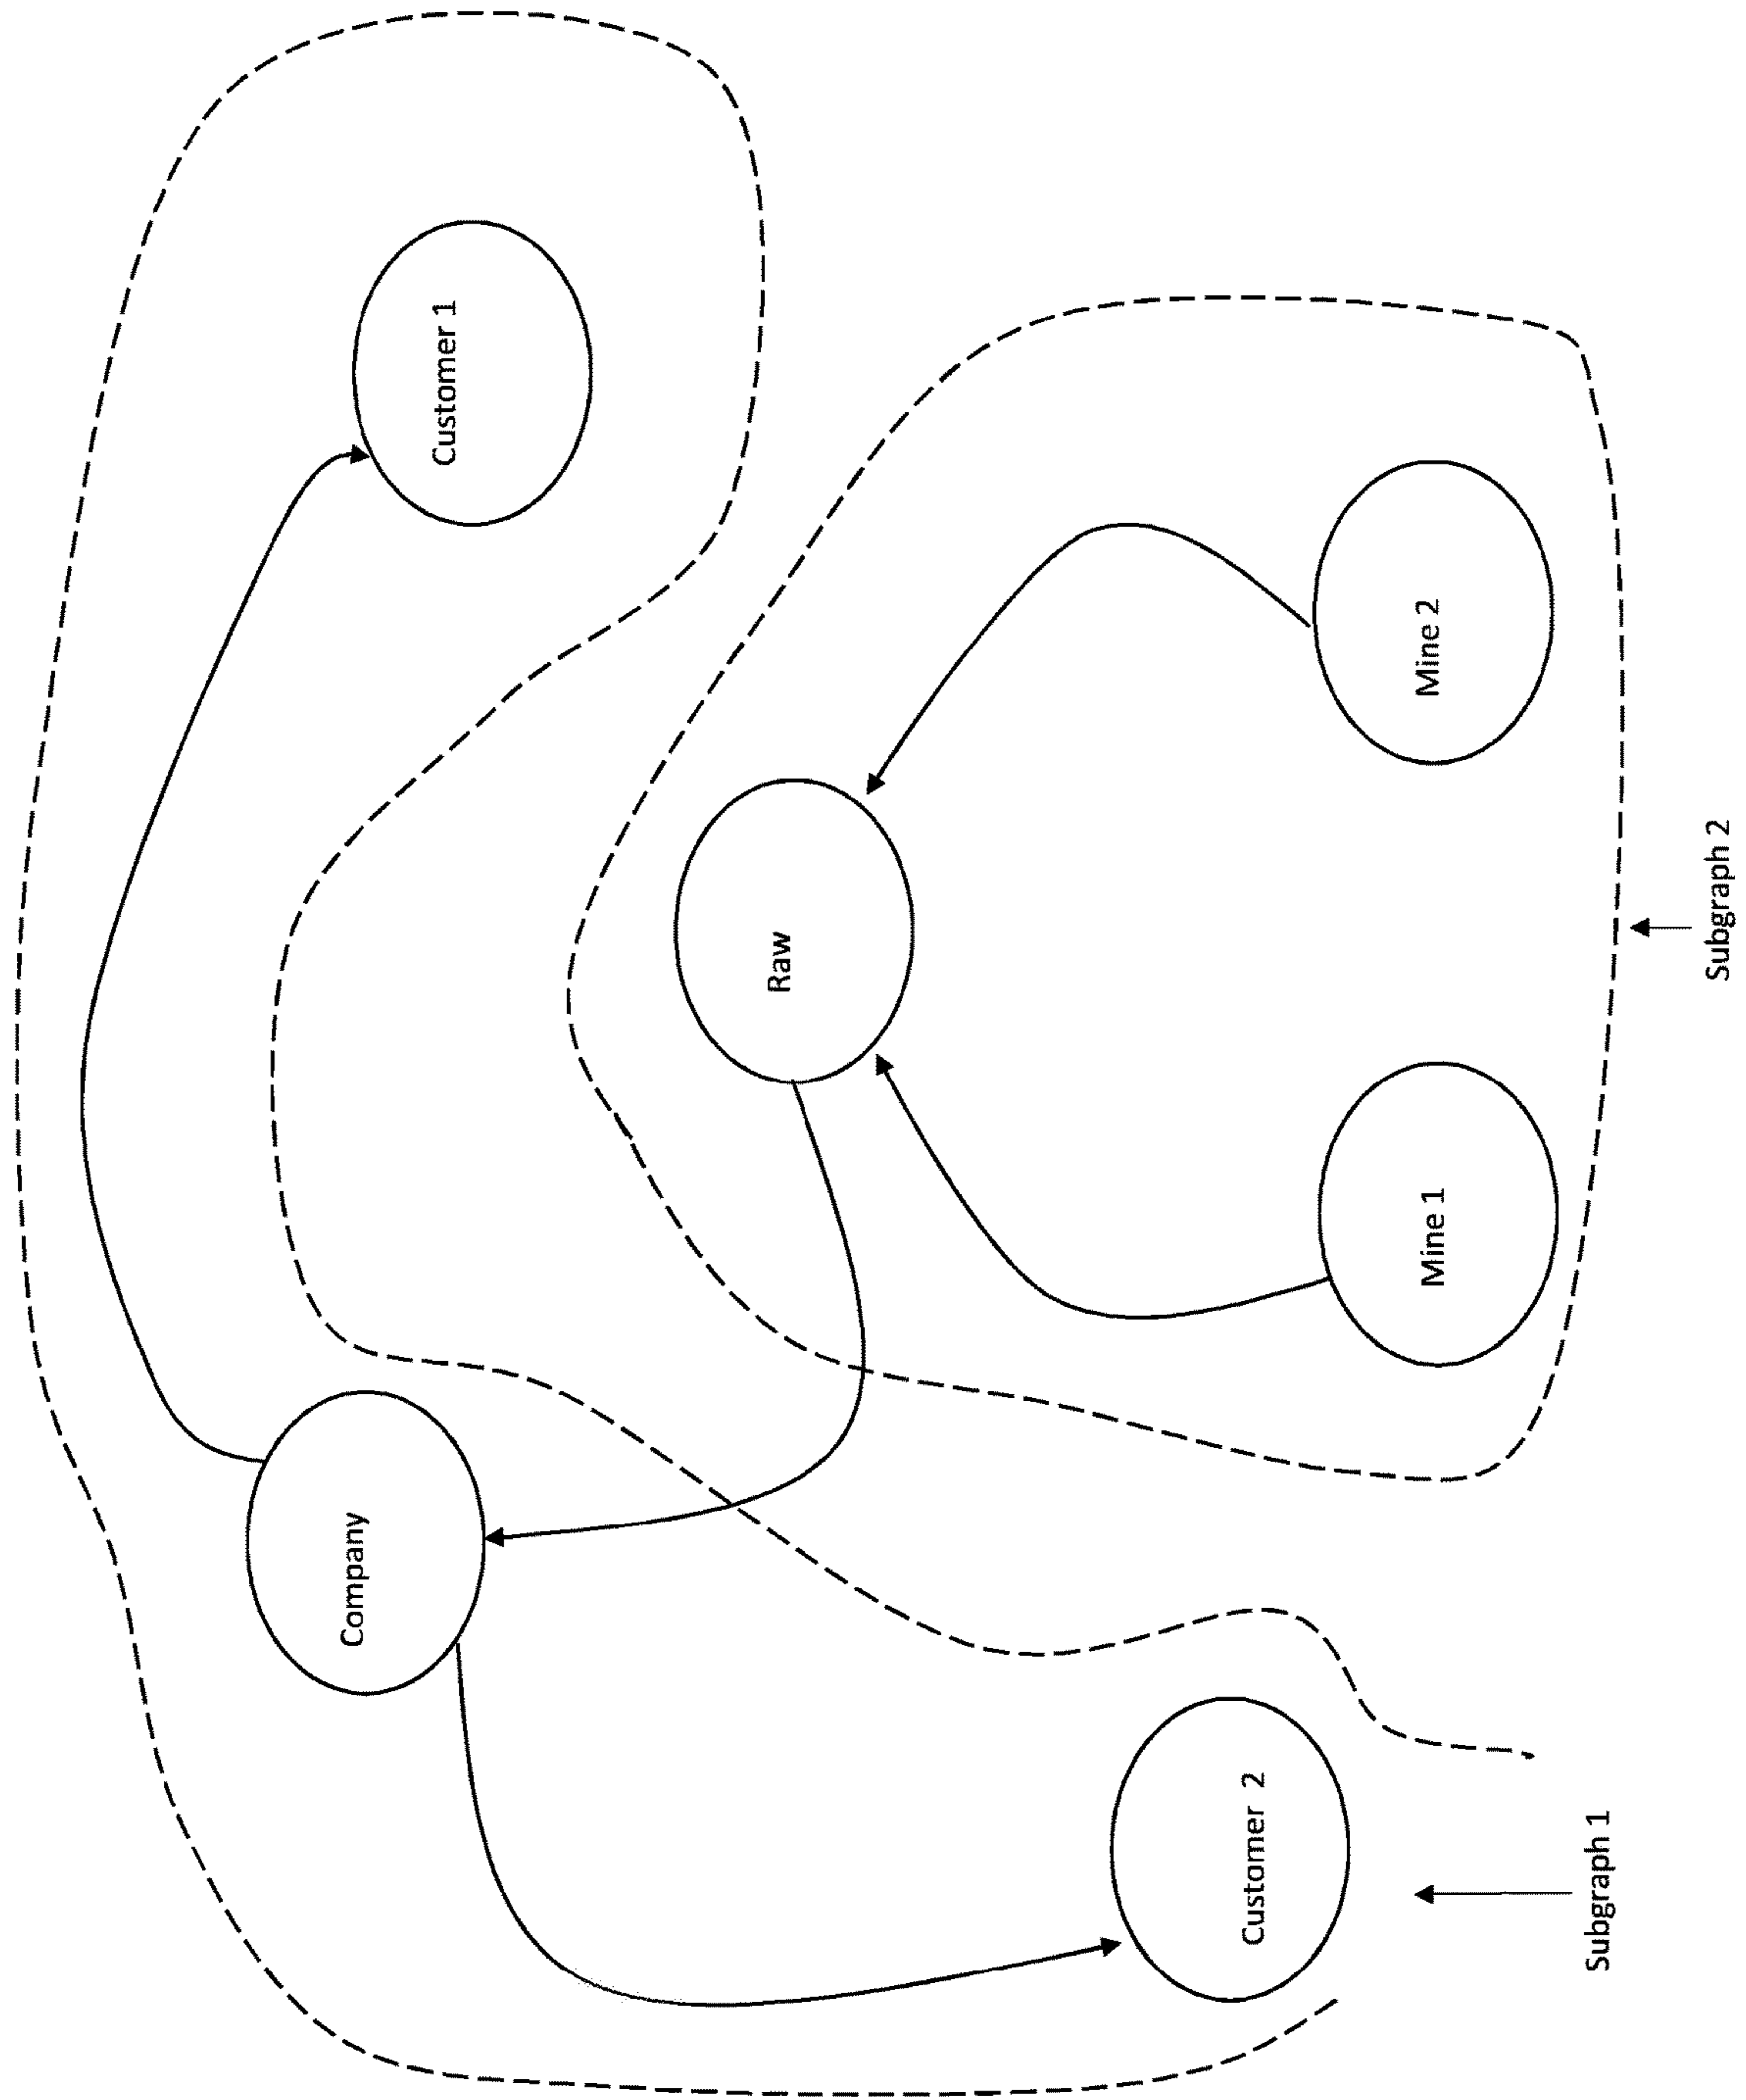 Company
Customer 1
Raw
Customer 2
Mine 1
Mine 2
Subgraph 1
Subgraph 2